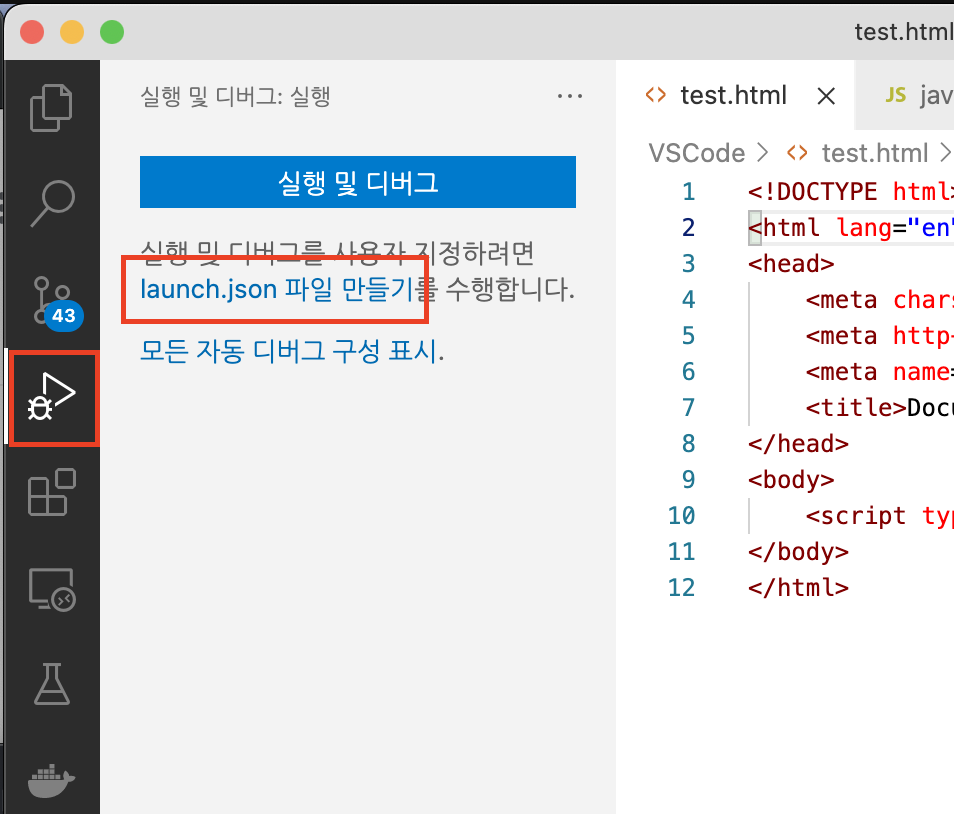 test.html
실행 및 디버그: 실행
···
test.html
JS jav
실행 및 디버그
VSCode > test.html >
실행 및 디버그를 사용자 지정하려면
launch.json 파일 만들기를 수행합니다.
모든 자동 디버그 구성 표시.
43
1 <!DOCTYPE html>
2 <html lang="en"
3 <head>
4 <meta chars
5 <meta http-
6 <meta name=
7 <title>Docu
8 </head>
9 <body>
10 <script typ
11 </body>
12 </html>